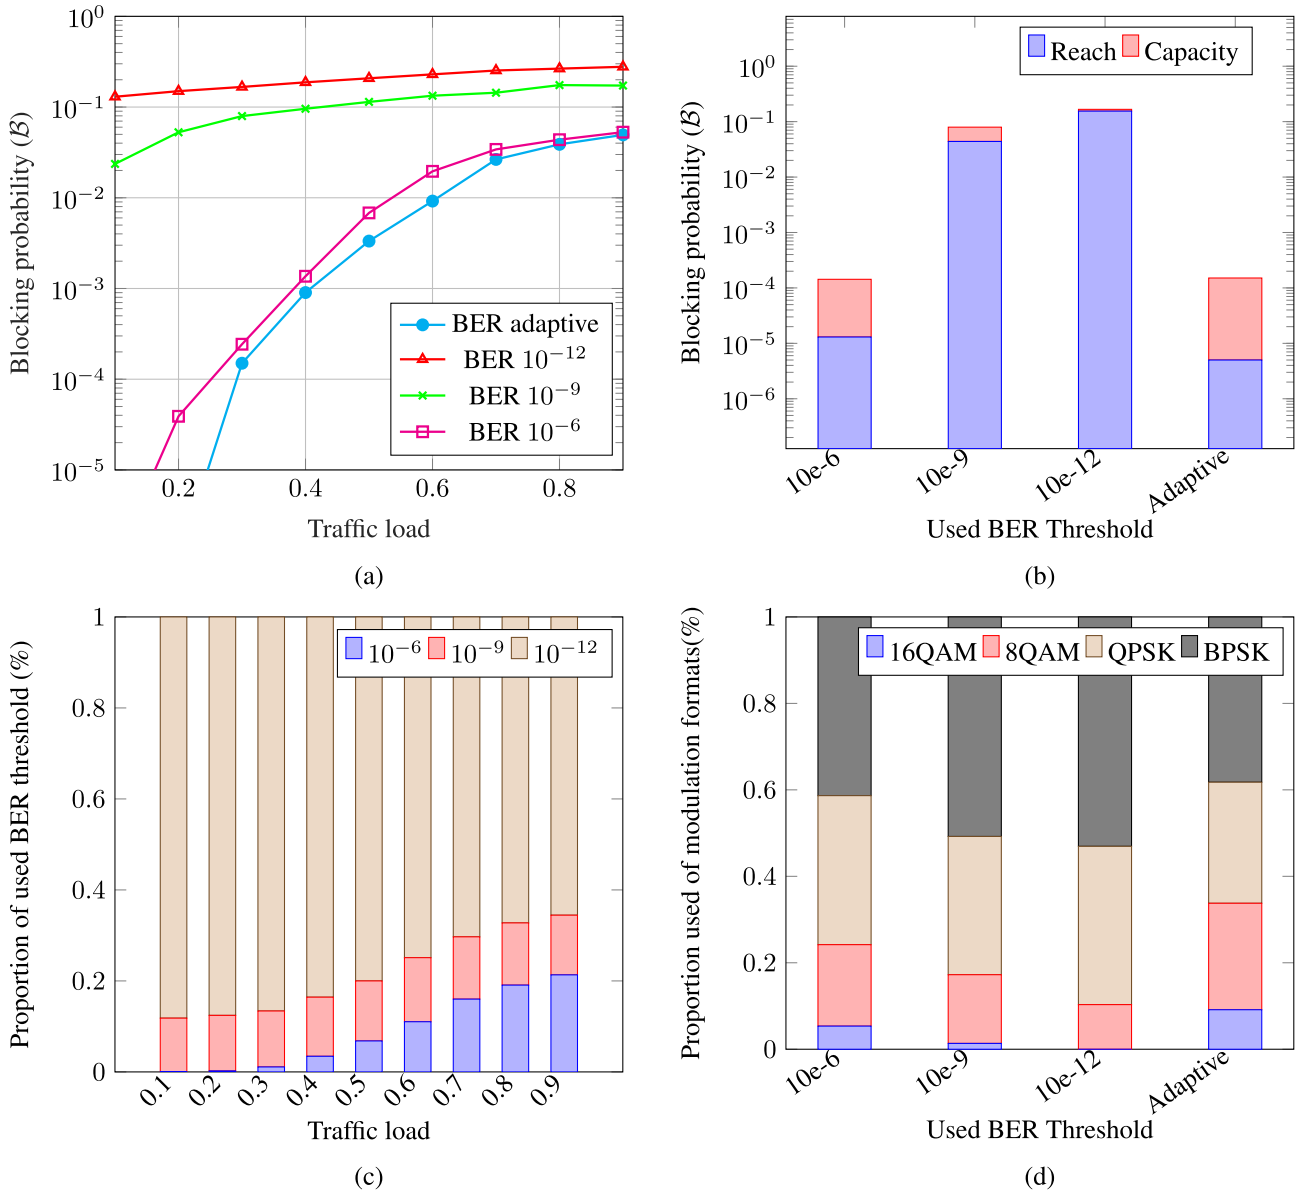 10⁰
10⁻¹
10⁻²
10⁻³
10⁻⁴
10⁻⁵
Blocking probability (ℬ)
0.2 0.4 0.6 0.8
Traffic load
BER adaptive
BER 10⁻¹²
BER 10⁻⁹
BER 10⁻⁶
(a)
Reach Capacity
10⁰
10⁻¹
10⁻²
10⁻³
10⁻⁴
10⁻⁵
10⁻⁶
Blocking probability (ℬ)
10e-6 10e-9 10e-12 Adaptive
Used BER Threshold
(b)
10⁻⁶ 10⁻⁹ 10⁻¹²
1
0.8
0.6
0.4
0.2
0
Proportion of used BER threshold (%)
0.1 0.2 0.3 0.4 0.5 0.6 0.7 0.8 0.9
Traffic load
(c)
16QAM 8QAM QPSK BPSK
1
0.8
0.6
0.4
0.2
0
Proportion used of modulation formats(%)
10e-6 10e-9 10e-12 Adaptive
Used BER Threshold
(d)